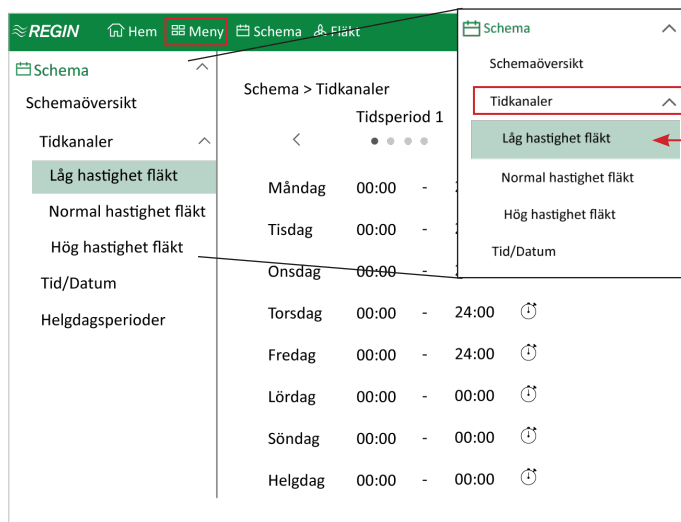 REGIN Hem Meny Schema Fläkt
Schema
Schemaöversikt
Tidkanaler
Låg hastighet fläkt
Normal hastighet fläkt
Hög hastighet fläkt
Tid/Datum
Helgdagsperioder
Schema > Tidkanaler
Tidsperiod 1
Måndag 00:00 -
Tisdag 00:00 -
Onsdag 00:00 -
Torsdag 00:00 - 24:00
Fredag 00:00 - 24:00
Lördag 00:00 - 00:00
Söndag 00:00 - 00:00
Helgdag 00:00 - 00:00
Schema
Schemaöversikt
Tidkanaler
Låg hastighet fläkt
Normal hastighet fläkt
Hög hastighet fläkt
Tid/Datum